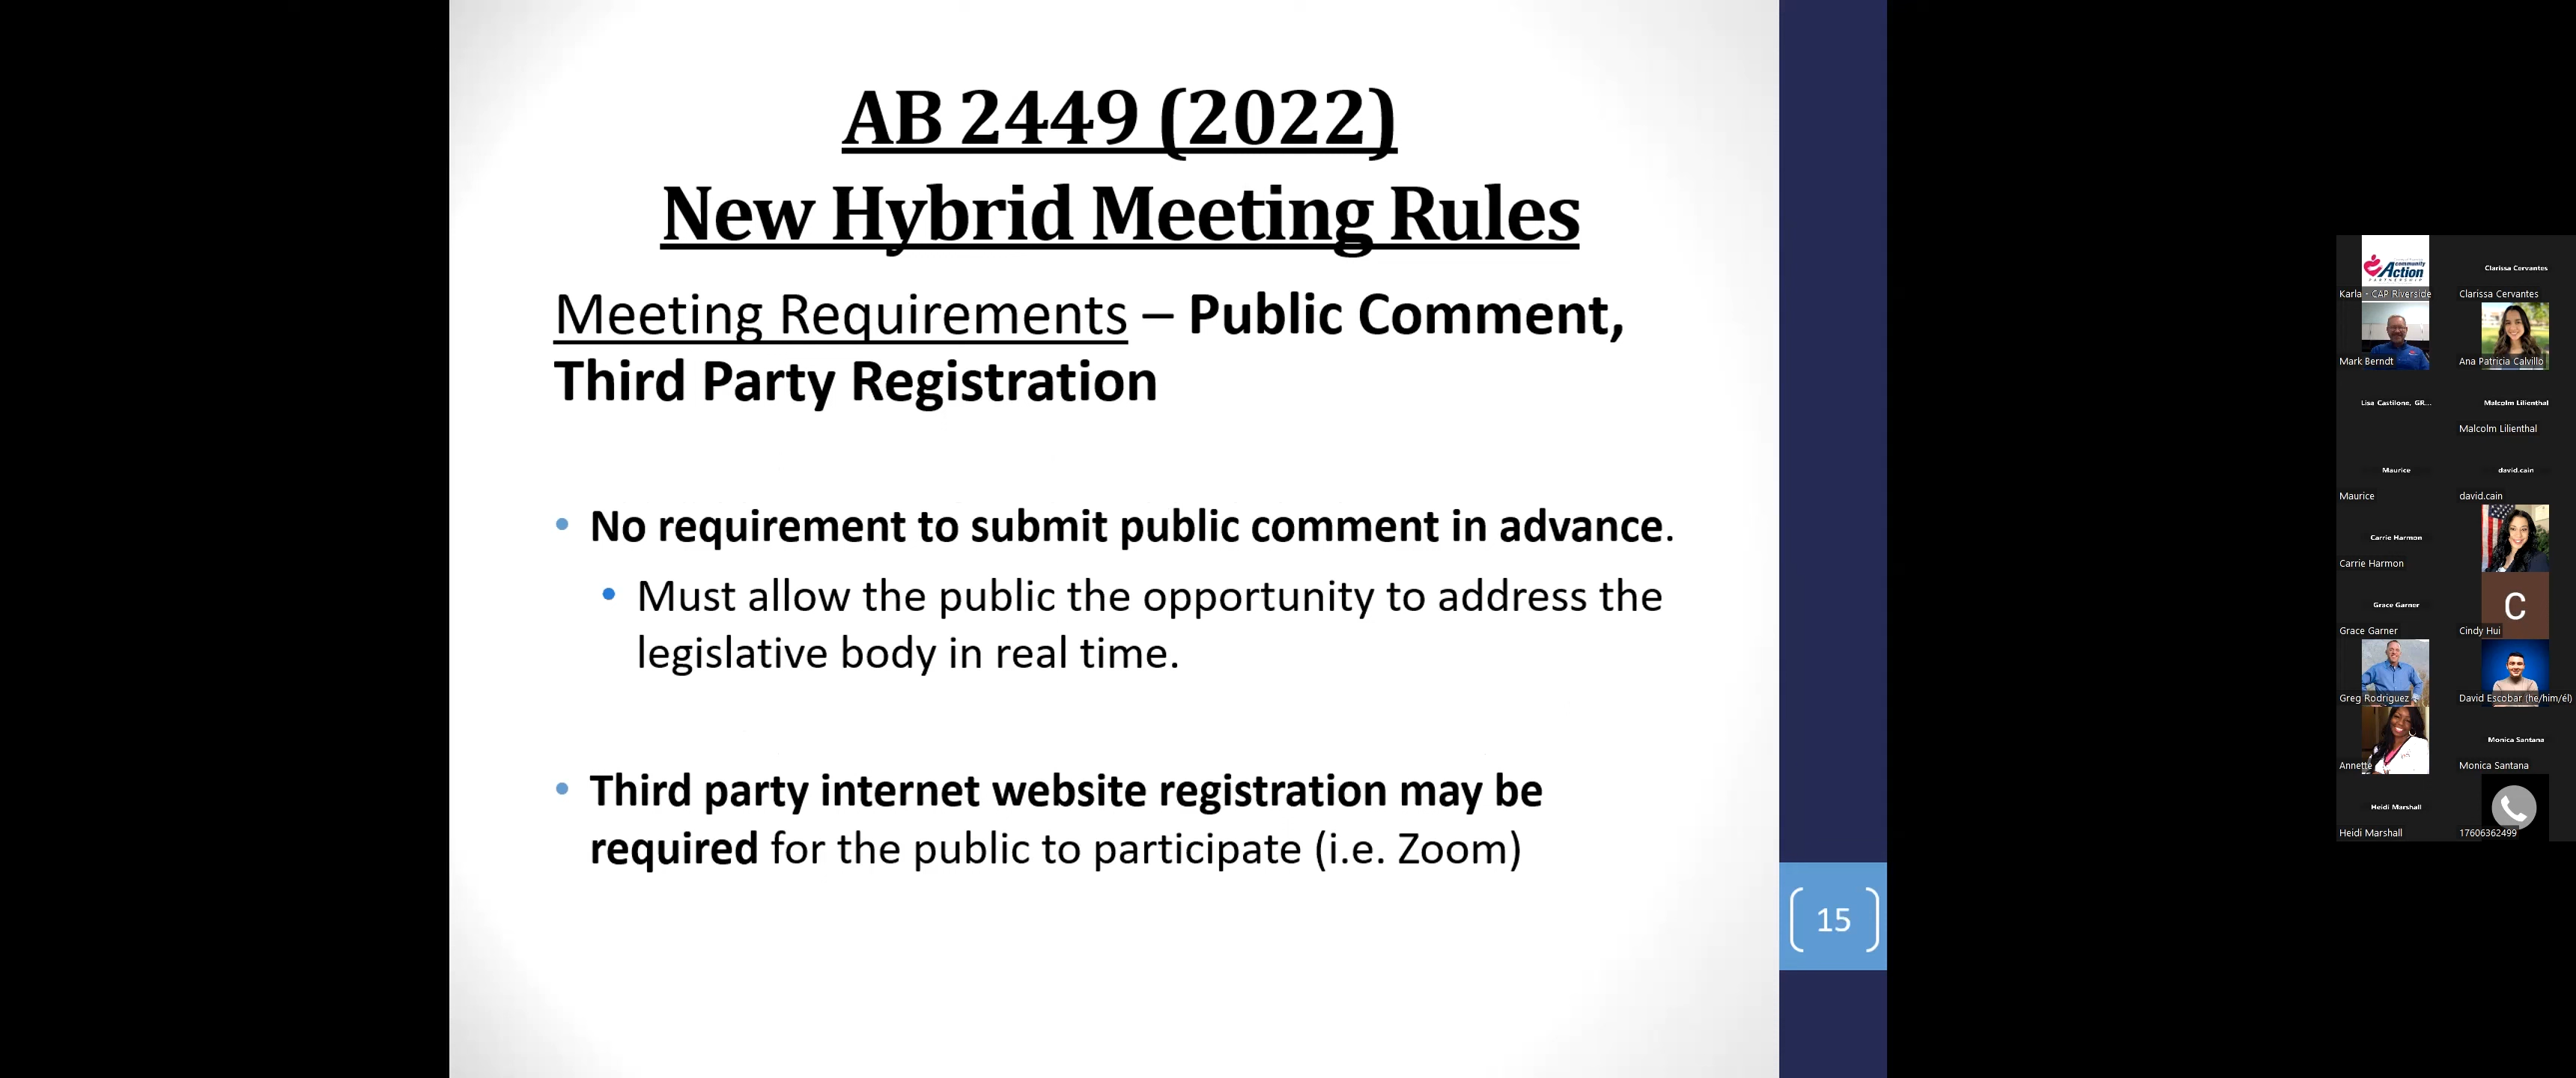 AB 2449 (2022)
New Hybrid Meeting Rules
Meeting Requirements – Public Comment,
Third Party Registration
• No requirement to submit public comment in advance.
• Must allow the public the opportunity to address the
legislative body in real time.
• Third party internet website registration may be
required for the public to participate (i.e. Zoom)
15
community
Action
PARTNERSHIP
Karla - CAP Riverside
Clarissa Cervantes
Clarissa Cervantes
Mark Berndt
Ana Patricia Calvillo
Lisa Castilone, GR...
Malcolm Lilienthal
Malcolm Lilienthal
Maurice
david.cain
Maurice
david.cain
Carrie Harmon
Carrie Harmon
Grace Garner
C
Grace Garner
Cindy Hui
Greg Rodriguez
David Escobar (he/him/él)
Annette
Monica Santana
Monica Santana
Heidi Marshall
Heidi Marshall
17606362499